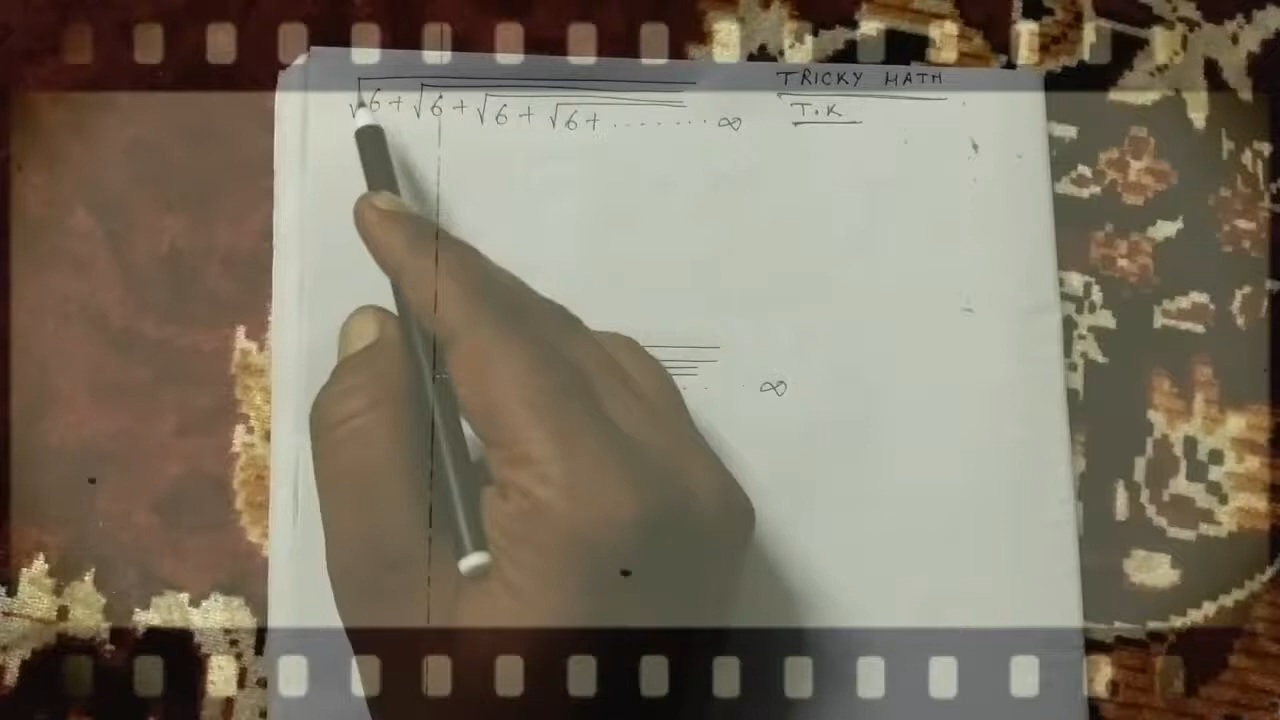 √6 + √6 + √6 + √6 + ........ ∞
TRICKY MATH
T.K
∞